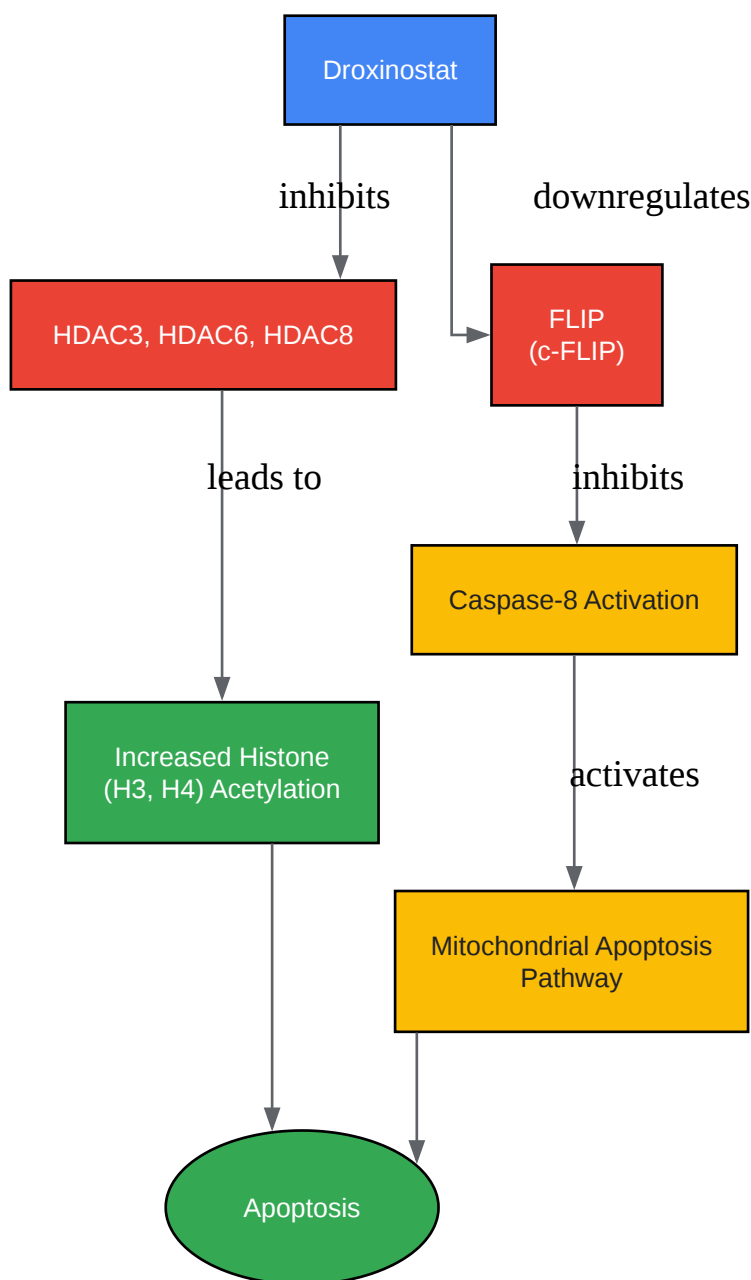 Droxinostat
inhibits
downregulates
HDAC3, HDAC6, HDAC8
FLIP
(c-FLIP)
leads to
inhibits
Caspase-8 Activation
Increased Histone
(H3, H4) Acetylation
activates
Mitochondrial Apoptosis
Pathway
Apoptosis